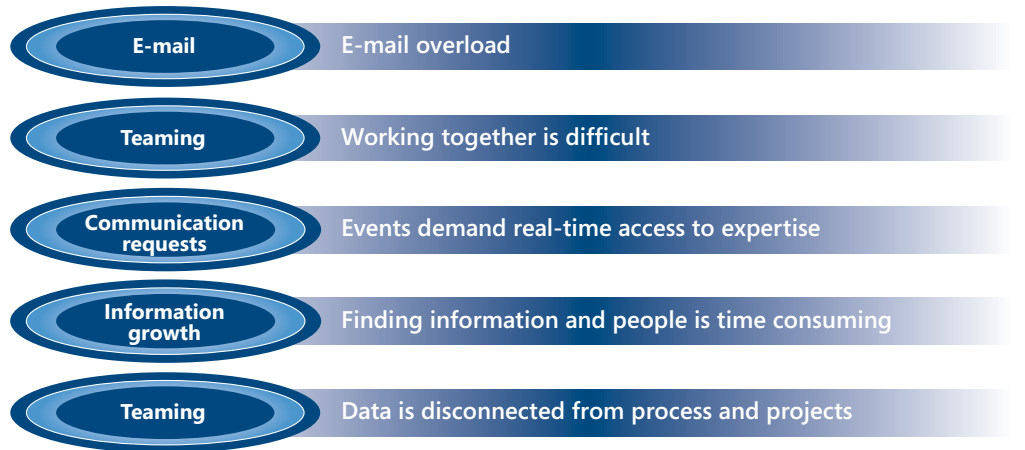 E-mail
E-mail overload
Teaming
Working together is difficult
Communication
requests
Events demand real-time access to expertise
Information
growth
Finding information and people is time consuming
Teaming
Data is disconnected from process and projects